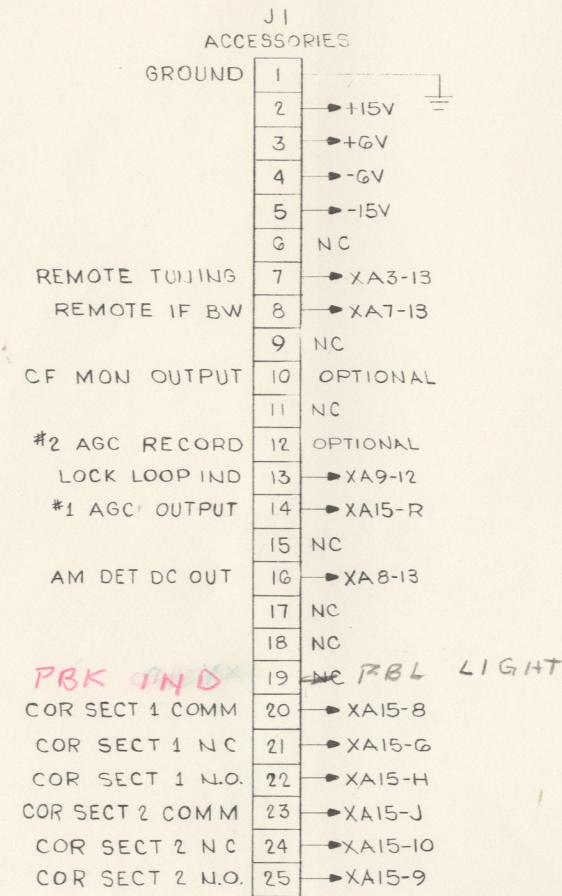 J1
ACCESSORIES
GROUND 1
2 +15V
3 +6V
4 -6V
5 -15V
6 NC
REMOTE TUNING 7 XA3-13
REMOTE IF BW 8 XA7-13
9 NC
CF MON OUTPUT 10 OPTIONAL
11 NC
#2 AGC RECORD 12 OPTIONAL
LOCK LOOP IND 13 XA9-12
#1 AGC OUTPUT 14 XA15-R
15 NC
AM DET DC OUT 16 XA8-13
17 NC
18 NC
PBK IND 19 NC PBL LIGHT
COR SECT 1 COMM 20 XA15-8
COR SECT 1 NC 21 XA15-6
COR SECT 1 N.O. 22 XA15-H
COR SECT 2 COMM 23 XA15-J
COR SECT 2 NC 24 XA15-10
COR SECT 2 N.O. 25 XA15-9